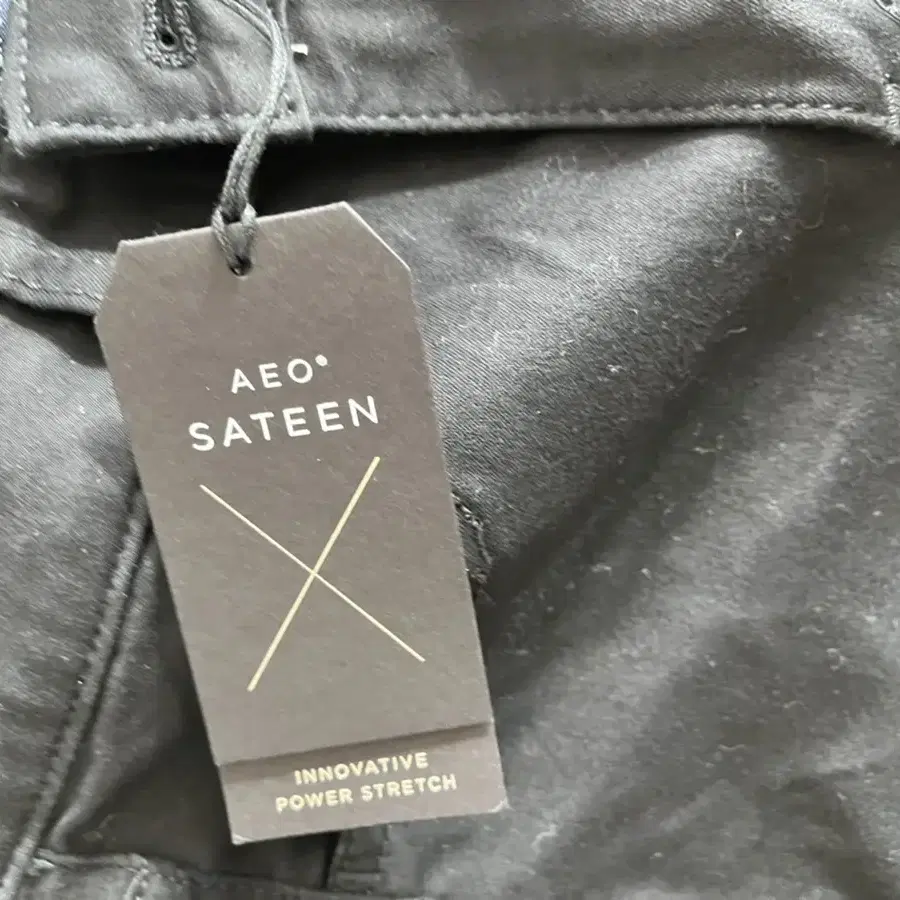 AEO®
SATEEN
INNOVATIVE
POWER STRETCH